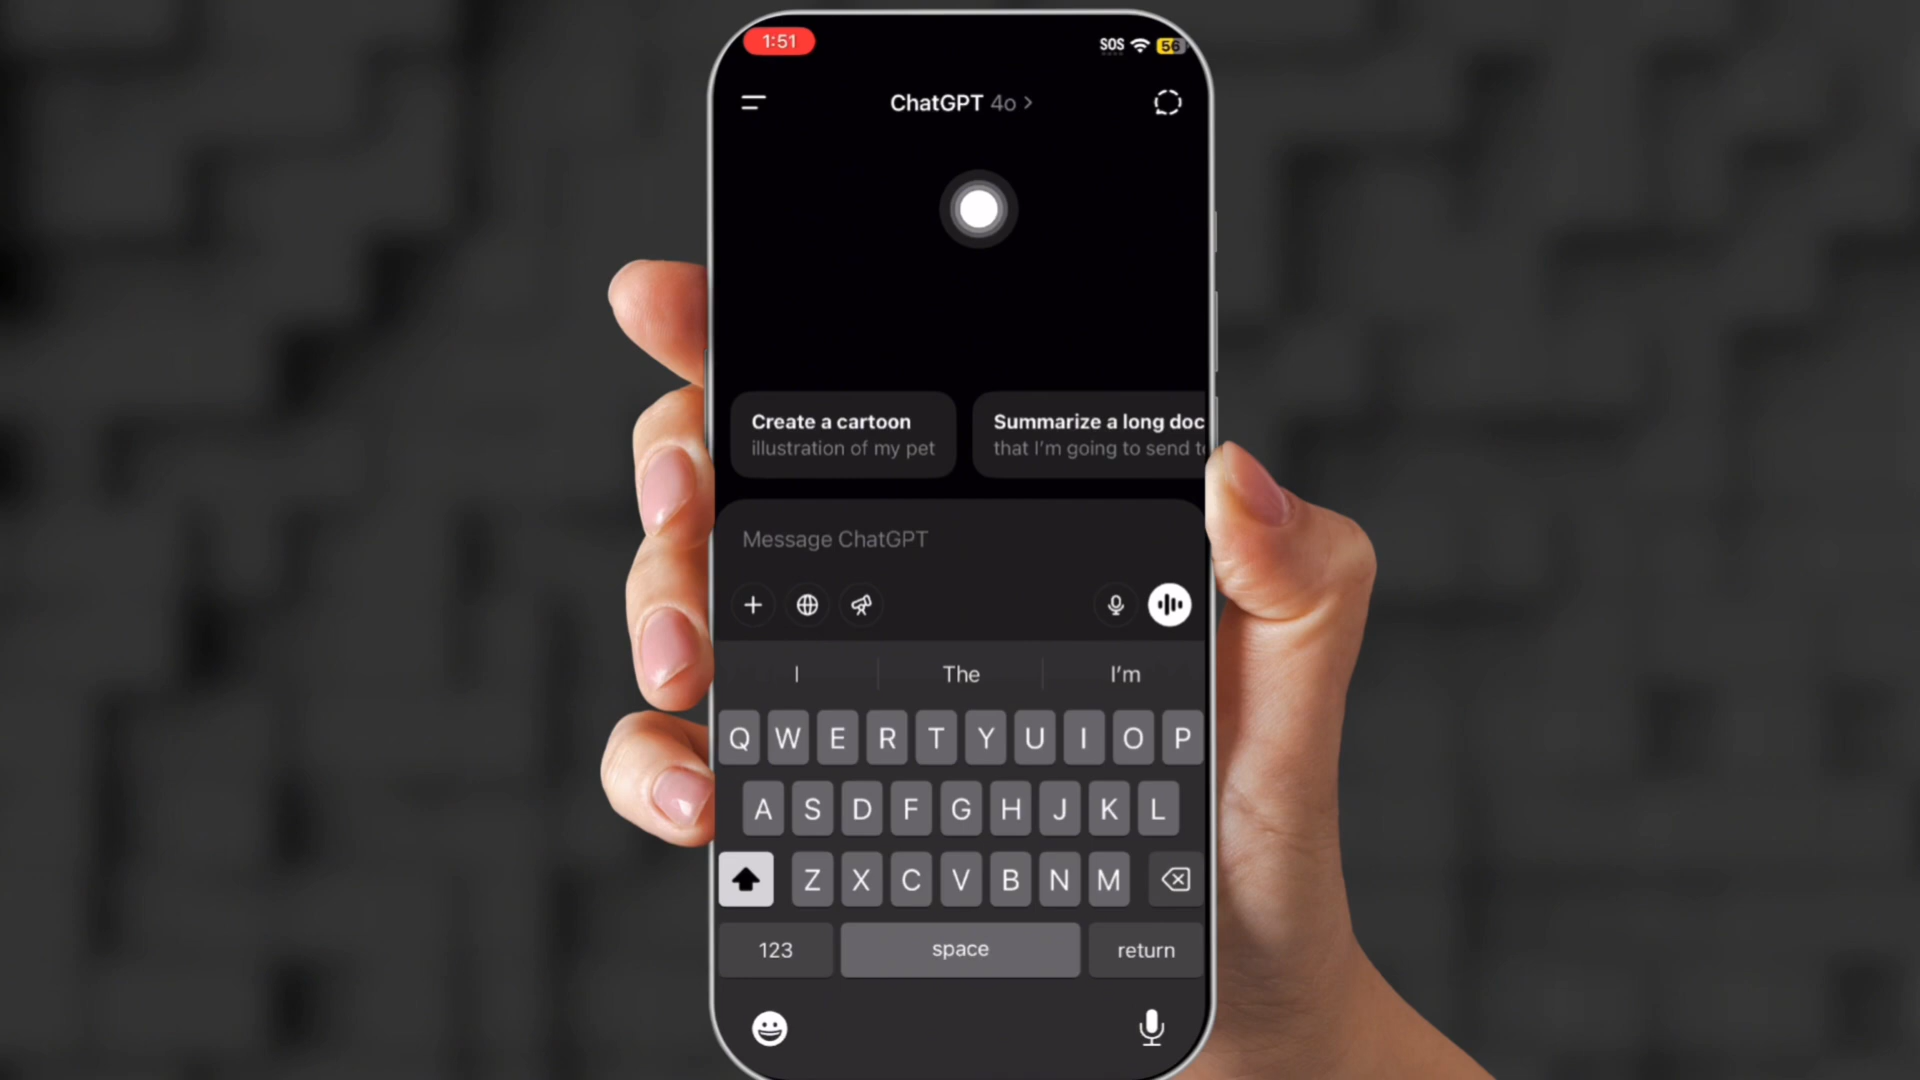 1:51
SOS
56
ChatGPT 4o >
Create a cartoon
illustration of my pet
Summarize a long doc
that I'm going to send
Message ChatGPT
I
The
I'm
Q W E R T Y U I O P
A S D F G H J K L
Z X C V B N M
123
space
return